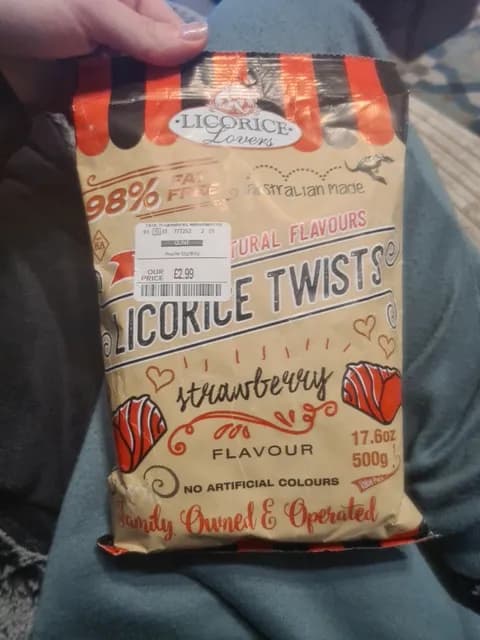 LICORICE
Lovers
98% FAT FREE
Australian Made
TURAL FLAVOURS
OUR PRICE £2.99
LICORICE TWISTS
strawberry
FLAVOUR
17.6oz
500g
NO ARTIFICIAL COLOURS
Family Owned & Operated